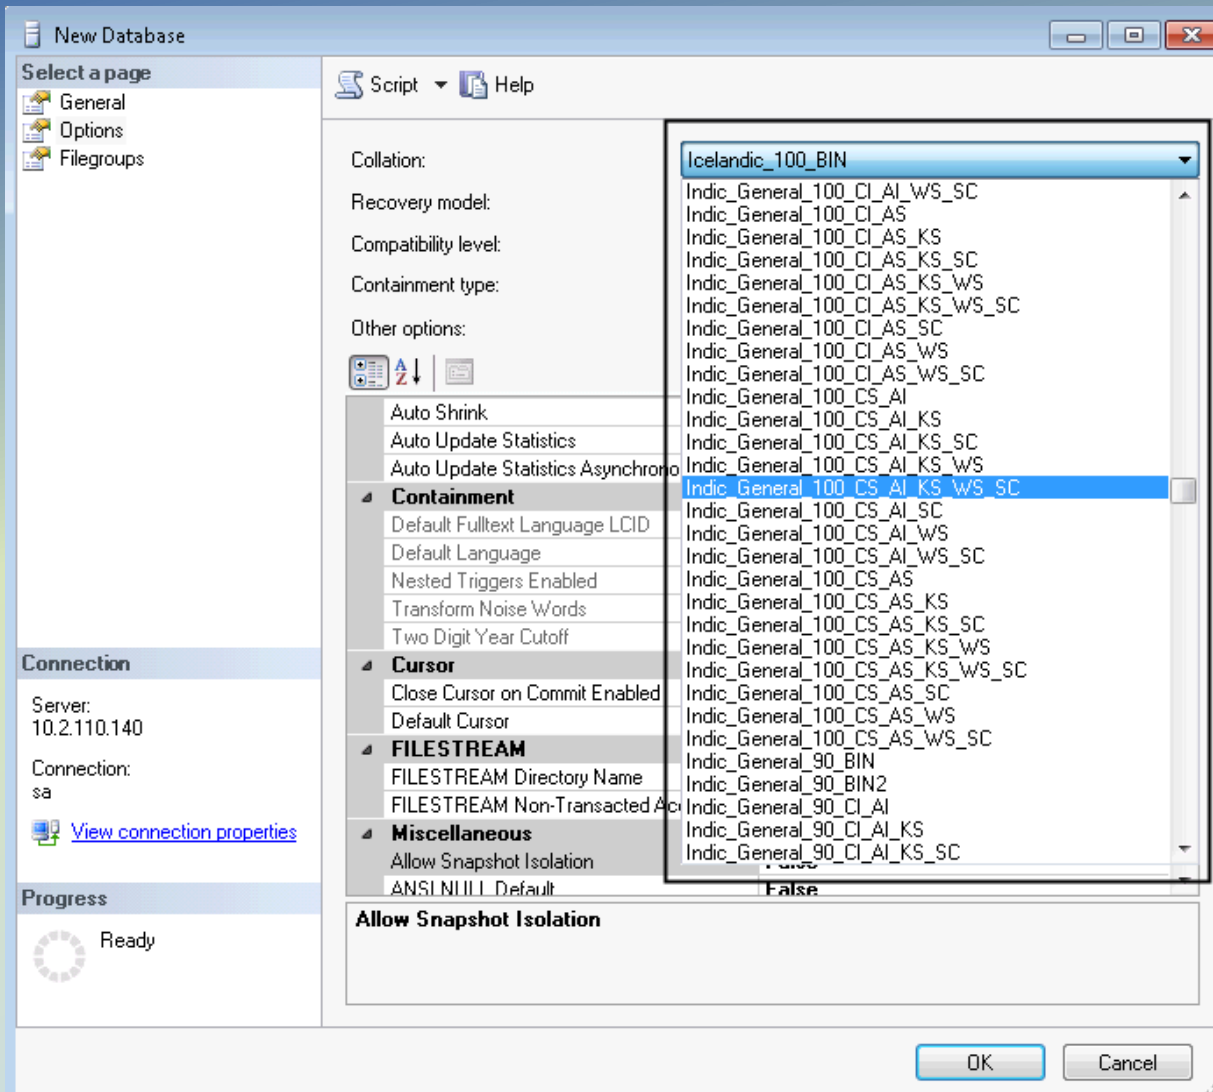 New Database
Select a page
General
Options
Filegroups
Script
Help
Collation:
Icelandic_100_BIN
Recovery model:
Compatibility level:
Containment type:
Other options:
Indic_General_100_CI_AI_WS_SC
Indic_General_100_CI_AS
Indic_General_100_CI_AS_KS
Indic_General_100_CI_AS_KS_SC
Indic_General_100_CI_AS_KS_WS
Indic_General_100_CI_AS_KS_WS_SC
Indic_General_100_CI_AS_SC
Indic_General_100_CI_AS_WS
Indic_General_100_CI_AS_WS_SC
Indic_General_100_CS_AI
Indic_General_100_CS_AI_KS
Indic_General_100_CS_AI_KS_SC
Indic_General_100_CS_AI_KS_WS
Indic_General_100_CS_AI_KS_WS_SC
Indic_General_100_CS_AI_SC
Indic_General_100_CS_AI_WS
Indic_General_100_CS_AI_WS_SC
Indic_General_100_CS_AS
Indic_General_100_CS_AS_KS
Indic_General_100_CS_AS_KS_SC
Indic_General_100_CS_AS_KS_WS
Indic_General_100_CS_AS_KS_WS_SC
Indic_General_100_CS_AS_SC
Indic_General_100_CS_AS_WS
Indic_General_100_CS_AS_WS_SC
Indic_General_90_BIN
Indic_General_90_BIN2
Indic_General_90_CI_AI
Indic_General_90_CI_AI_KS
Indic_General_90_CI_AI_KS_SC
A
Z
Auto Shrink
Auto Update Statistics
Auto Update Statistics Asynchrono
Containment
Default Fulltext Language LCID
Default Language
Nested Triggers Enabled
Transform Noise Words
Two Digit Year Cutoff
Cursor
Close Cursor on Commit Enabled
Default Cursor
FILESTREAM
FILESTREAM Directory Name
FILESTREAM Non-Transacted Acc
Miscellaneous
Allow Snapshot Isolation False
ANSI NULL Default False
Allow Snapshot Isolation
Connection
Server:
10.2.110.140
Connection:
sa
View connection properties
Progress
Ready
OK
Cancel